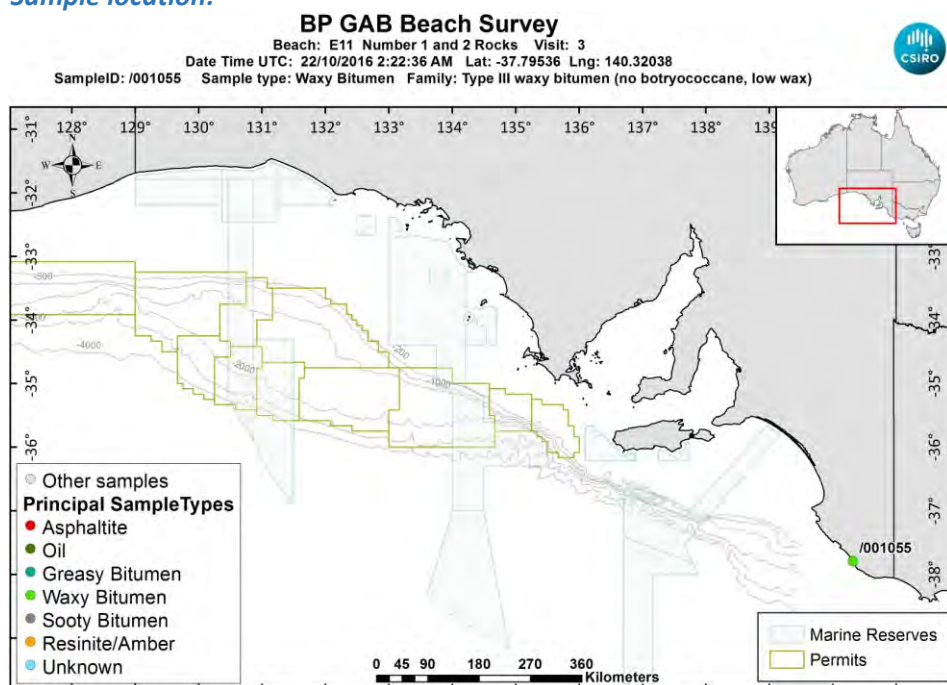 Sample location:
BP GAB Beach Survey
Beach: E11 Number 1 and 2 Rocks Visit: 3
Date Time UTC: 22/10/2016 2:22:36 AM Lat: -37.79536 Lng: 140.32038
SampleID: /001055 Sample type: Waxy Bitumen Family: Type III waxy bitumen (no botryococcane, low wax)
CSIRO
128° 129° 130° 131° 132° 133° 134° 135° 136° 137° 138° 139
N
W E
S
-31°
-32°
-33°
-34°
-35°
-36°
-37°
-38°
-33°
-34°
-35°
-36°
-37°
-38°
-4000
-2000
-200
-1000
/001055
Other samples
Principal SampleTypes
Asphaltite
Oil
Greasy Bitumen
Waxy Bitumen
Sooty Bitumen
Resinite/Amber
Unknown
0 45 90 180 270 360
Kilometers
Marine Reserves
Permits